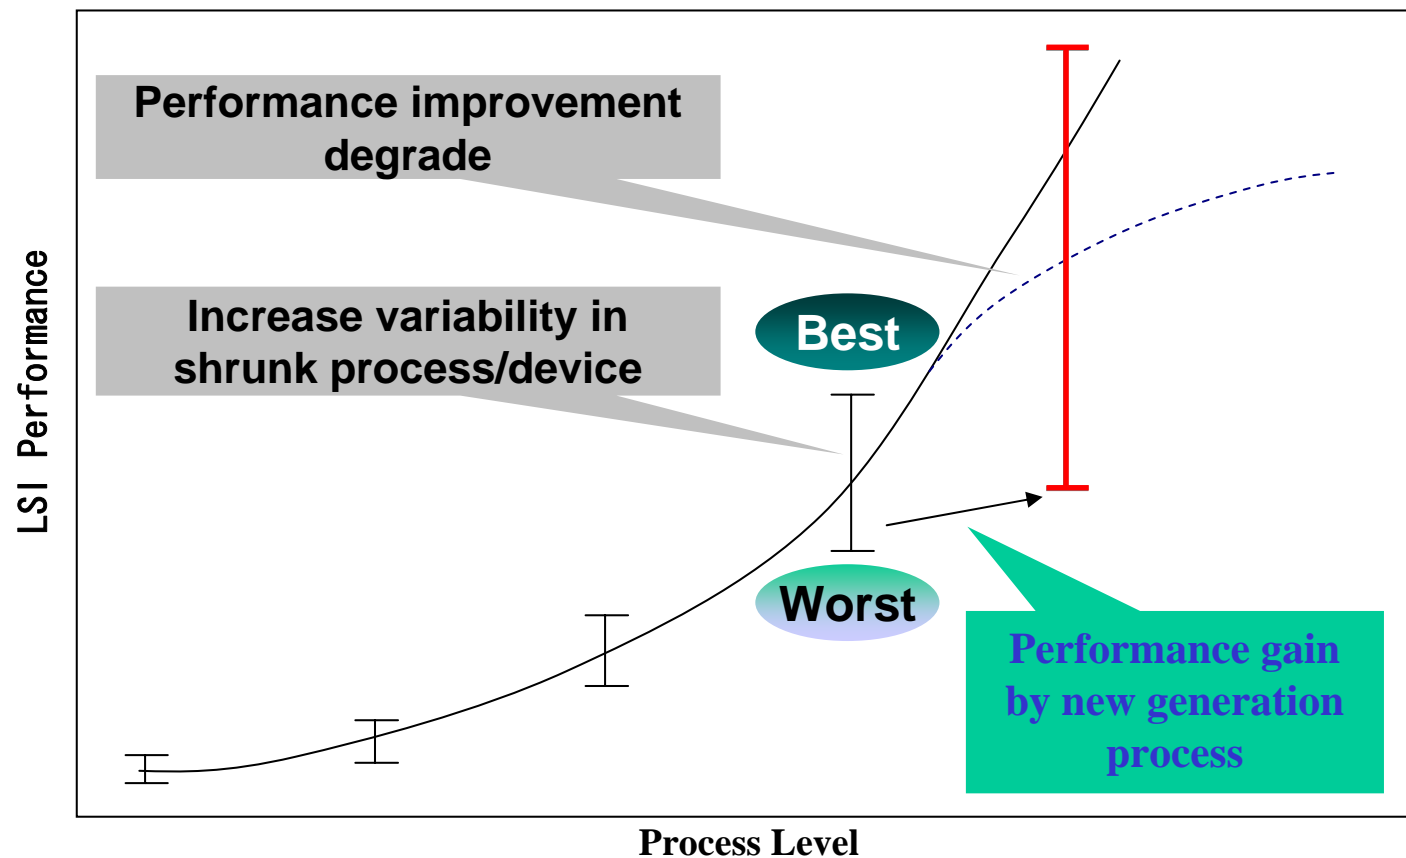 Performance improvement
degrade
Increase variability in
shrunk process/device
Best
Worst
Performance gain
by new generation
process
LSI Performance
Process Level